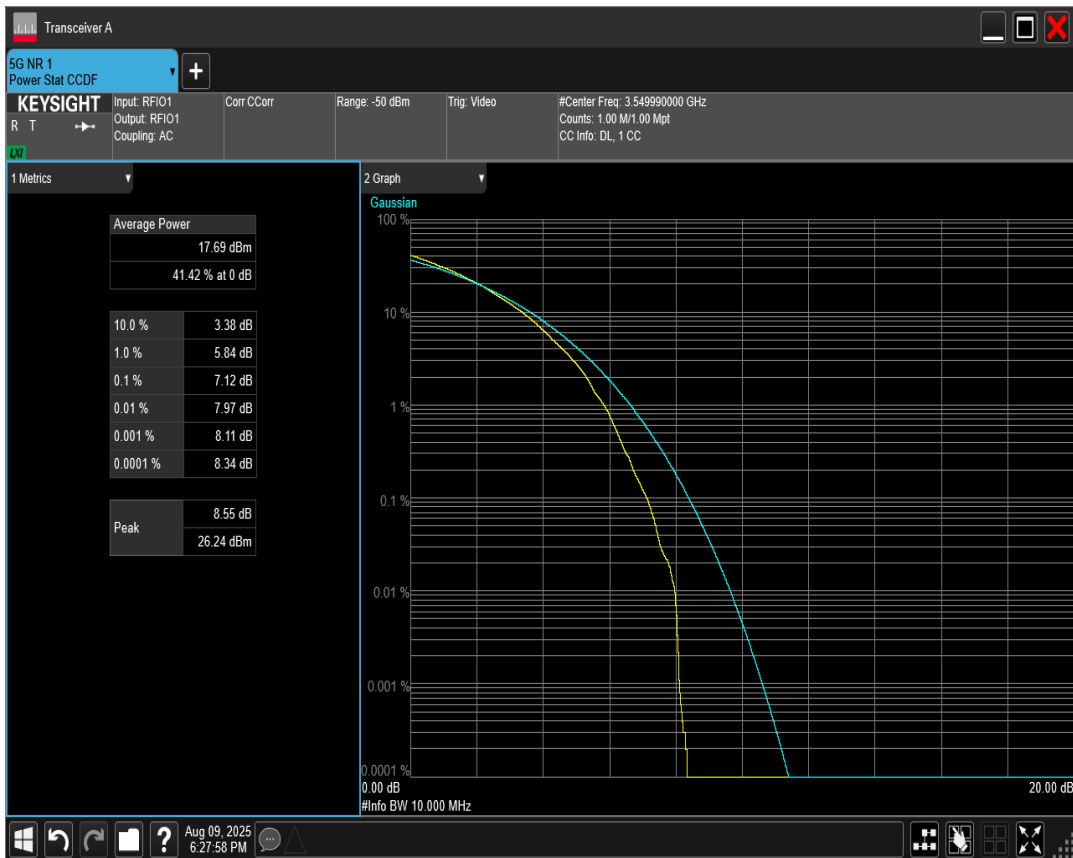 Transceiver A
5G NR 1
Power Stat CCDF
KEYSIGHT
R T
LXI
Input: RFIO1
Output: RFIO1
Coupling: AC
Corr CCorr
Range: -50 dBm
Trig: Video
#Center Freq: 3.549990000 GHz
Counts: 1.00 M/1.00 Mpt
CC Info: DL, 1 CC
1 Metrics
Average Power
17.69 dBm
41.42 % at 0 dB
10.0 % 3.38 dB
1.0 % 5.84 dB
0.1 % 7.12 dB
0.01 % 7.97 dB
0.001 % 8.11 dB
0.0001 % 8.34 dB
Peak 8.55 dB
26.24 dBm
2 Graph
Gaussian
100 %
10 %
1 %
0.1 %
0.01 %
0.001 %
0.0001 %
0.00 dB 20.00 dB
#Info BW 10.000 MHz
?
Aug 09, 2025
6:27:58 PM